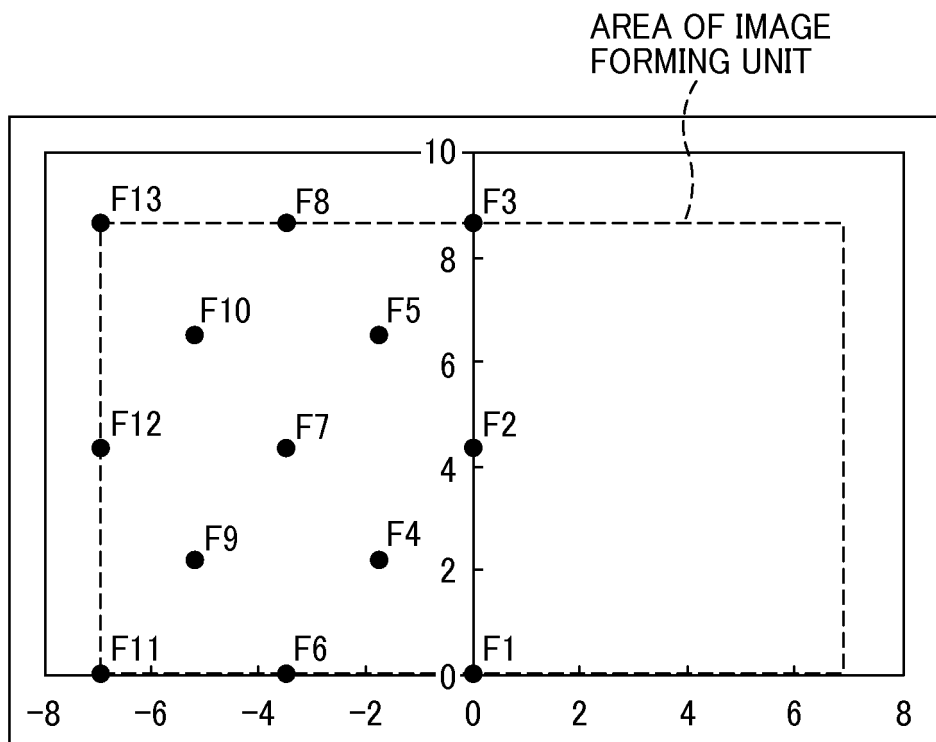 AREA OF IMAGE
FORMING UNIT
10
F13 F8 F3
8
F10 F5
6
F12 F7 F2
4
F9 F4
2
F11 F6 F1
0
-8 -6 -4 -2 0 2 4 6 8